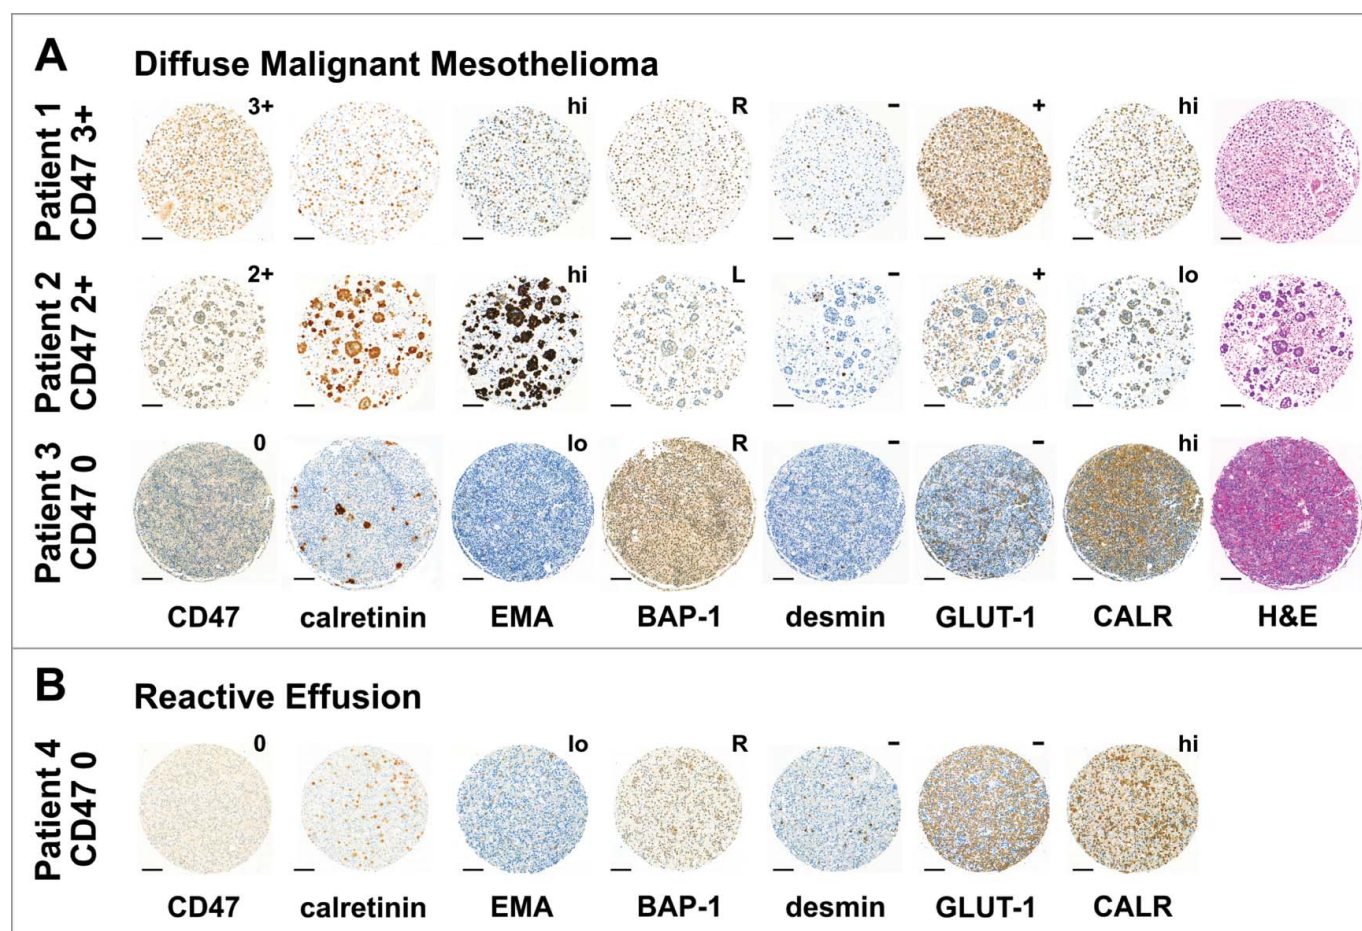 A
Diffuse Malignant Mesothelioma
Patient 1
CD47 3+
3+ hi R – + hi
Patient 2
CD47 2+
2+ hi L – + lo
Patient 3
CD47 0
0 lo R – – hi
CD47 calretinin EMA BAP-1 desmin GLUT-1 CALR H&E
B
Reactive Effusion
Patient 4
CD47 0
0 lo R – – hi
CD47 calretinin EMA BAP-1 desmin GLUT-1 CALR